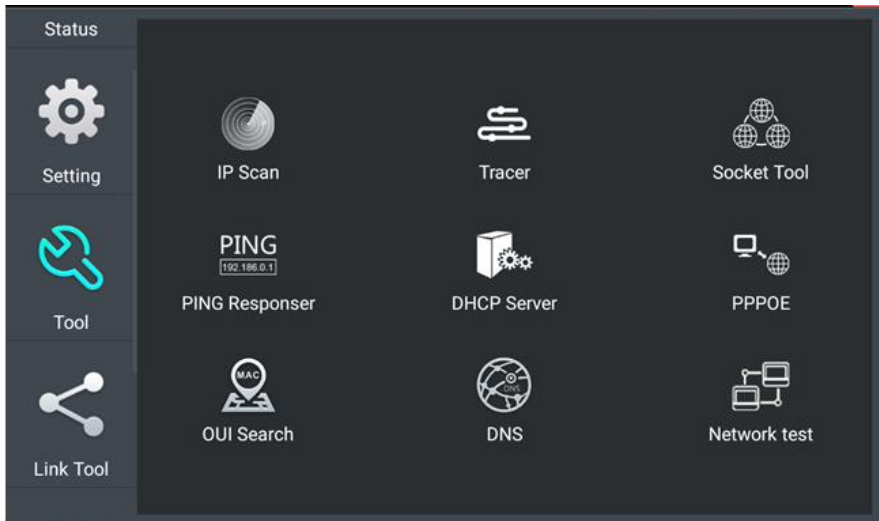 Status
Setting
Tool
Link Tool
IP Scan
Tracer
Socket Tool
PING
192.186.0.1
PING Responser
DHCP Server
PPPOE
MAC
OUI Search
DNS
DNS
Network test